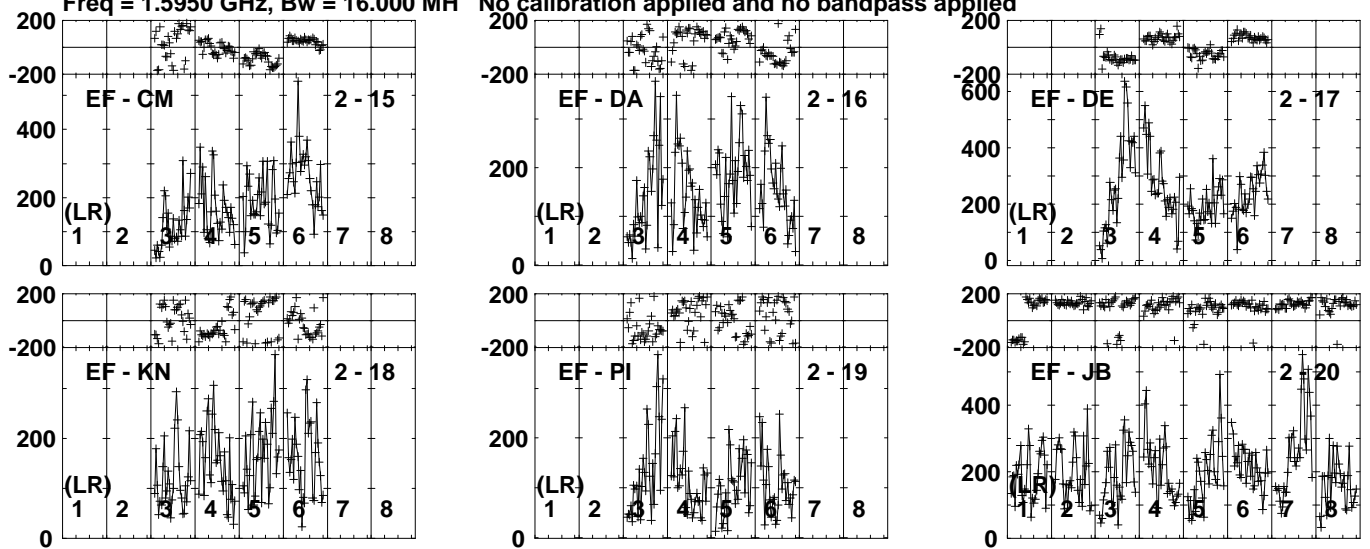 Freq = 1.5950 GHz, Bw = 16.000 MH No calibration applied and no bandpass applied
200 200 200
-200 -200 -200
EF - CM 2 - 15 EF - DA 2 - 16 600 EF - DE 2 - 17
400 400
200 200 200
(LR) (LR) (LR)
1 2 3 4 5 6 7 8 1 2 3 4 5 6 7 8 1 2 3 4 5 6 7 8
0 0 0
200 200 200
-200 -200 -200
EF - KN 2 - 18 EF - PI 2 - 19 EF - JB 2 - 20
400
200 200 200
(LR) (LR) (LR)
1 2 3 4 5 6 7 8 1 2 3 4 5 6 7 8 1 2 3 4 5 6 7 8
0 0 0